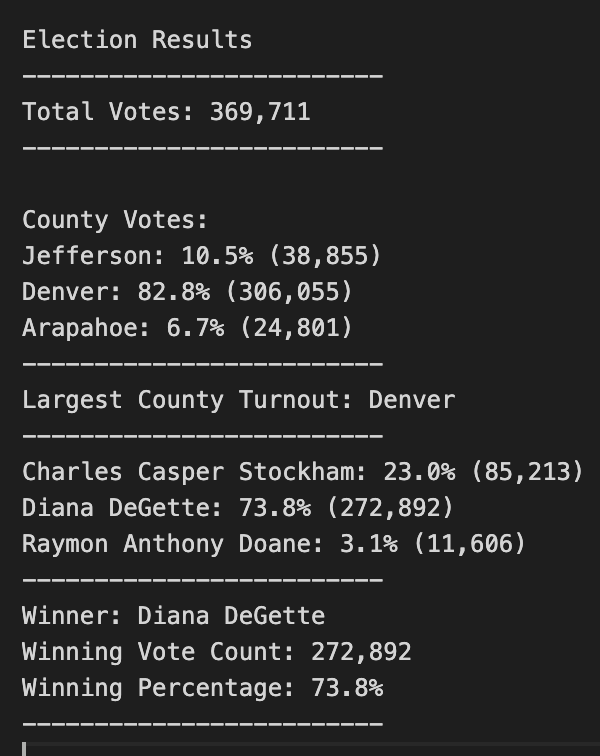 Election Results
-------------------------
Total Votes: 369,711
-------------------------

County Votes:
Jefferson: 10.5% (38,855)
Denver: 82.8% (306,055)
Arapahoe: 6.7% (24,801)
-------------------------
Largest County Turnout: Denver
-------------------------
Charles Casper Stockham: 23.0% (85,213)
Diana DeGette: 73.8% (272,892)
Raymon Anthony Doane: 3.1% (11,606)
-------------------------
Winner: Diana DeGette
Winning Vote Count: 272,892
Winning Percentage: 73.8%
-------------------------